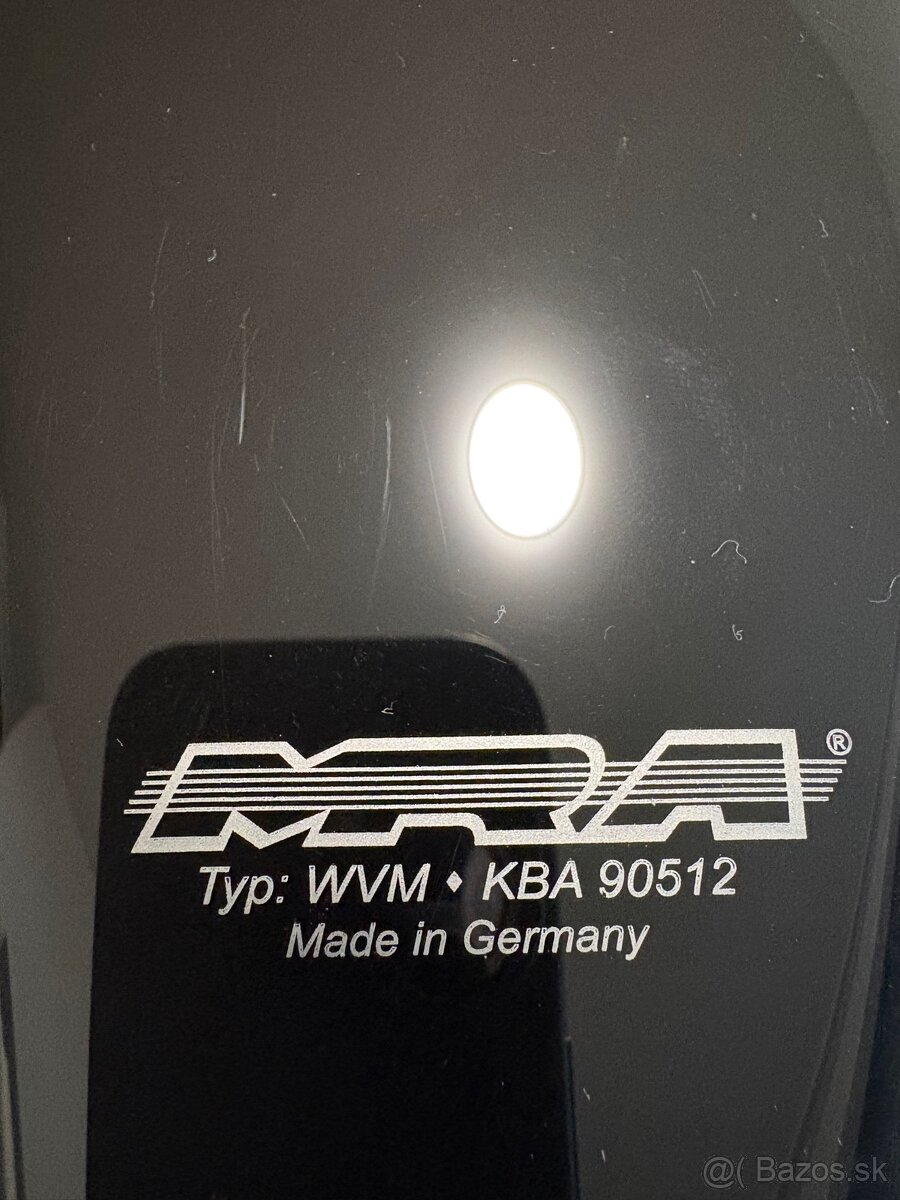 MRA®
Typ: WVM • KBA 90512
Made in Germany
@( Bazos.sk